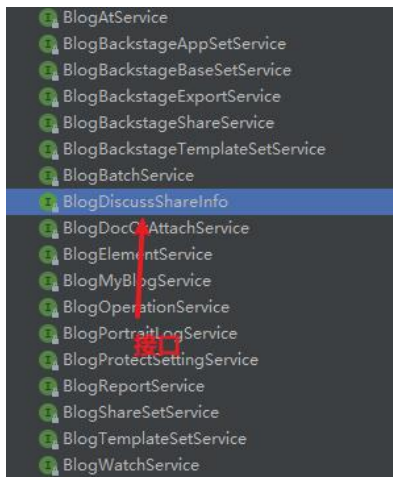 BlogAtService
BlogBackstageAppSetService
BlogBackstageBaseSetService
BlogBackstageExportService
BlogBackstageShareService
BlogBackstageTemplateSetService
BlogBatchService
BlogDiscussShareInfo
BlogDocOrAttachService
BlogElementService
BlogMyBlogService
BlogOperationService
BlogPortraitLogService
接口
BlogProtectSettingService
BlogReportService
BlogShareSetService
BlogTemplateSetService
BlogWatchService